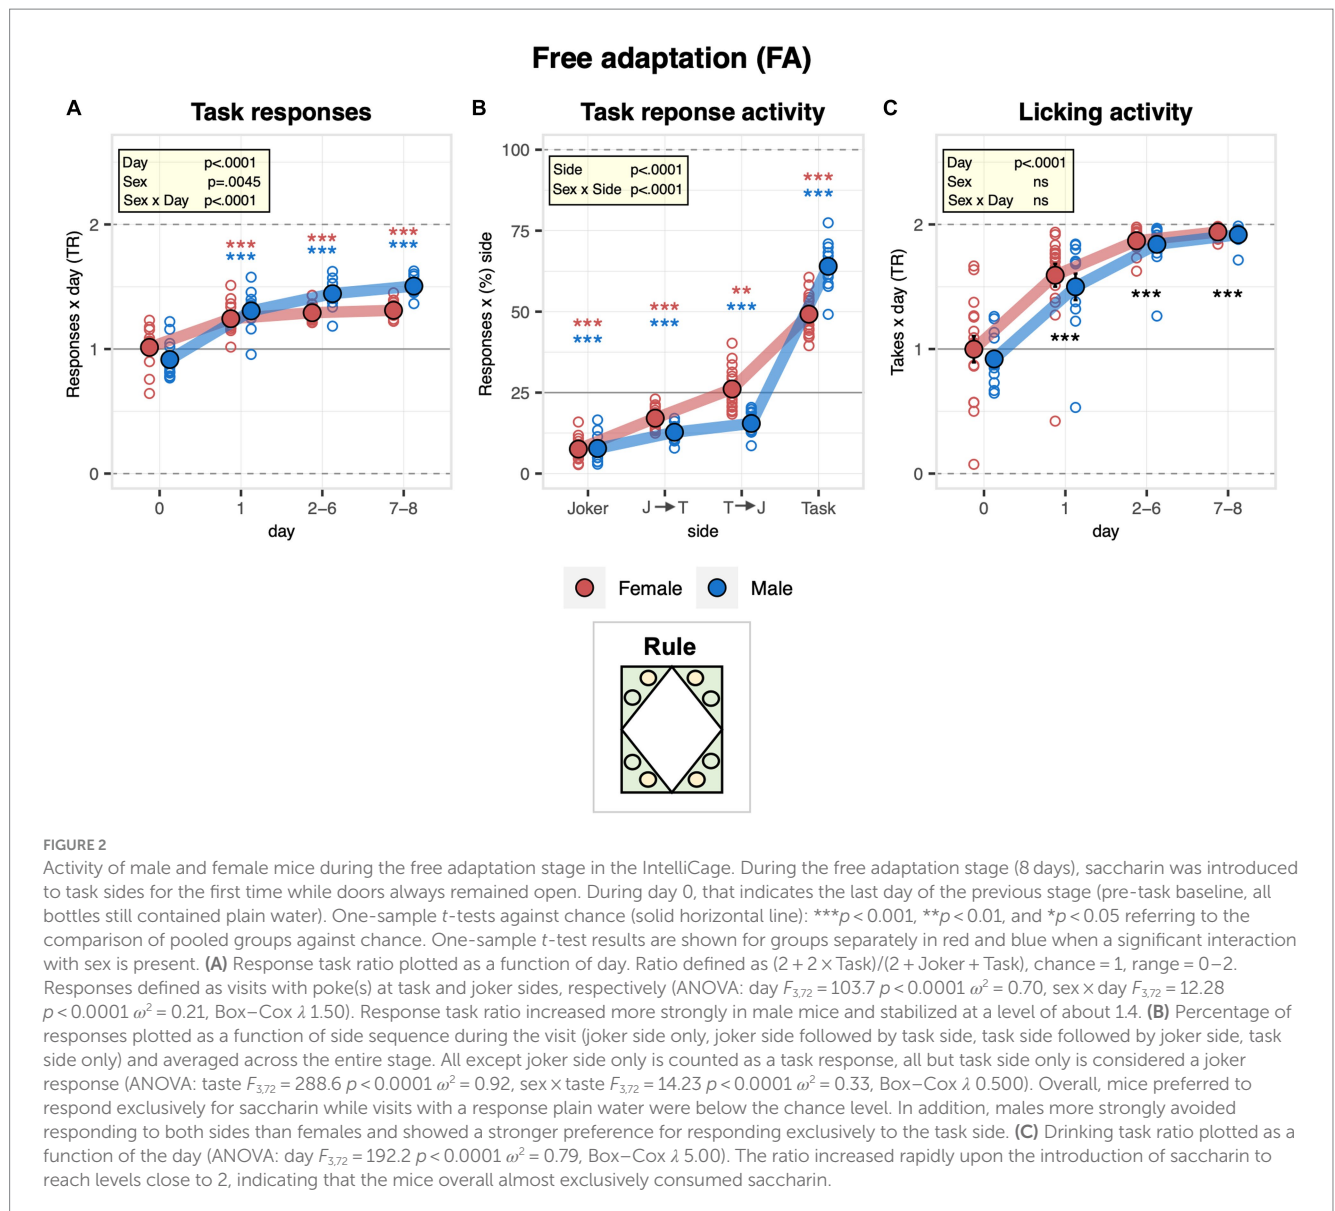 Free adaptation (FA)
A
Task responses
Day p<.0001
Sex p=.0045
Sex x Day p<.0001
Responses x day (TR)
2
1
0
***
***
***
***
***
***
0
1
2–6
7–8
day
B
Task reponse activity
Side p<.0001
Sex x Side p<.0001
Responses x (%) side
100
75
50
25
0
***
***
***
***
**
***
***
***
Joker
J→T
T→J
Task
side
C
Licking activity
Day p<.0001
Sex ns
Sex x Day ns
Takes x day (TR)
2
1
0
***
***
***
0
1
2–6
7–8
day
Female
Male
Rule
FIGURE 2
Activity of male and female mice during the free adaptation stage in the IntelliCage. During the free adaptation stage (8 days), saccharin was introduced
to task sides for the first time while doors always remained open. During day 0, that indicates the last day of the previous stage (pre-task baseline, all
bottles still contained plain water). One-sample t-tests against chance (solid horizontal line): ***p < 0.001, **p < 0.01, and *p < 0.05 referring to the
comparison of pooled groups against chance. One-sample t-test results are shown for groups separately in red and blue when a significant interaction
with sex is present. (A) Response task ratio plotted as a function of day. Ratio defined as (2 + 2 × Task)/(2 + Joker + Task), chance = 1, range = 0–2.
Responses defined as visits with poke(s) at task and joker sides, respectively (ANOVA: day F3,72 = 103.7 p < 0.0001 ω² = 0.70, sex × day F3,72 = 12.28
p < 0.0001 ω² = 0.21, Box–Cox λ 1.50). Response task ratio increased more strongly in male mice and stabilized at a level of about 1.4. (B) Percentage of
responses plotted as a function of side sequence during the visit (joker side only, joker side followed by task side, task side followed by joker side, task
side only) and averaged across the entire stage. All except joker side only is counted as a task response, all but task side only is considered a joker
response (ANOVA: taste F3,72 = 288.6 p < 0.0001 ω² = 0.92, sex × taste F3,72 = 14.23 p < 0.0001 ω² = 0.33, Box–Cox λ 0.500). Overall, mice preferred to
respond exclusively for saccharin while visits with a response plain water were below the chance level. In addition, males more strongly avoided
responding to both sides than females and showed a stronger preference for responding exclusively to the task side. (C) Drinking task ratio plotted as a
function of the day (ANOVA: day F3,72 = 192.2 p < 0.0001 ω² = 0.79, Box–Cox λ 5.00). The ratio increased rapidly upon the introduction of saccharin to
reach levels close to 2, indicating that the mice overall almost exclusively consumed saccharin.